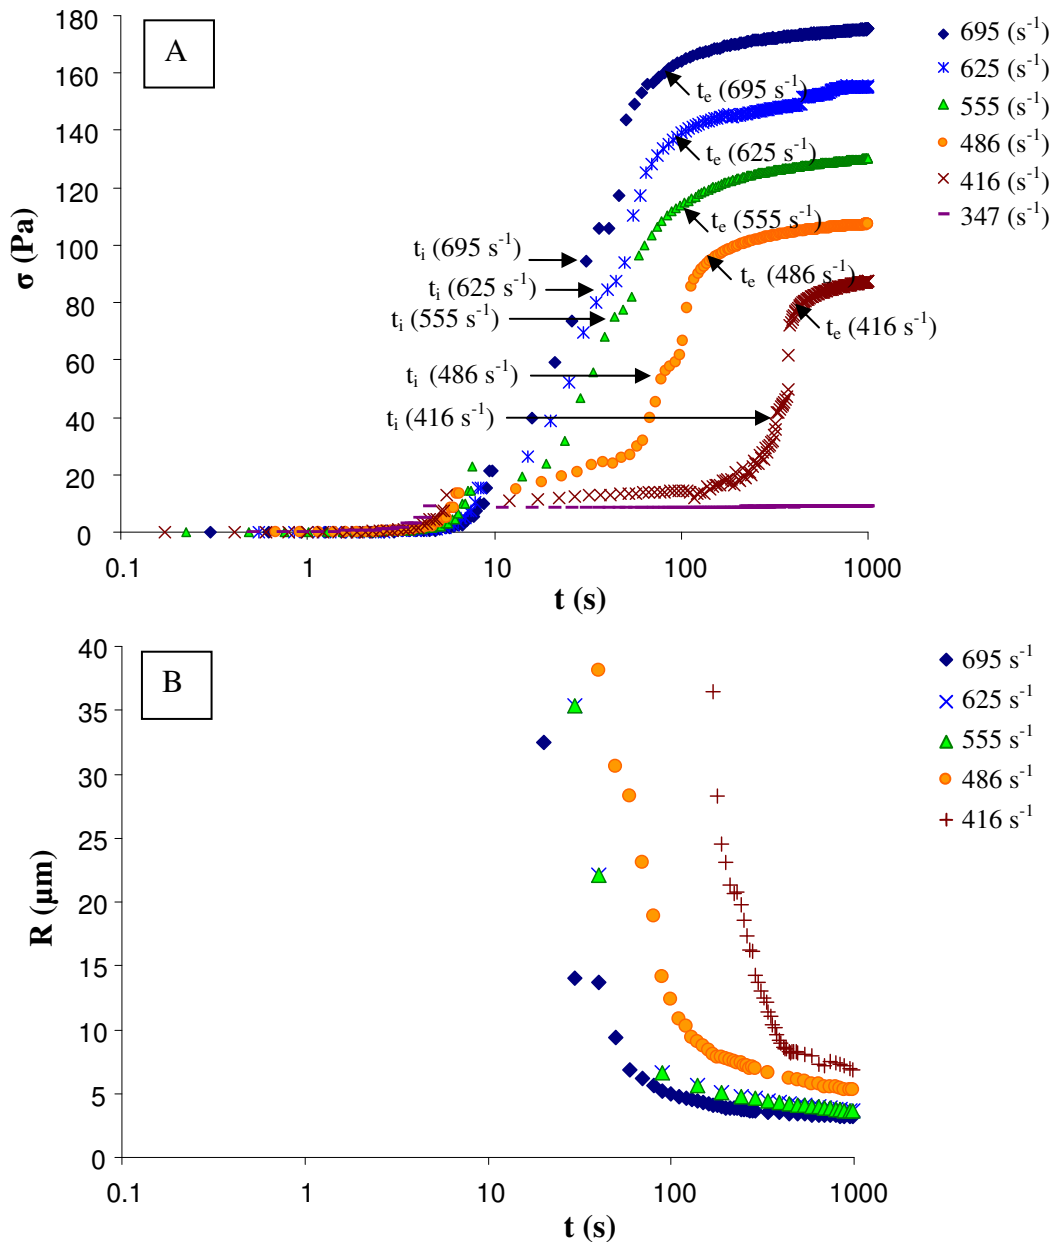 A
σ (Pa)
180
160
140
120
100
80
60
40
20
0
0.1
1
10
100
1000
t (s)
tₑ (695 s⁻¹)
tₑ (625 s⁻¹)
tₑ (555 s⁻¹)
tₑ (486 s⁻¹)
tₑ (416 s⁻¹)
tᵢ (695 s⁻¹)
tᵢ (625 s⁻¹)
tᵢ (555 s⁻¹)
tᵢ (486 s⁻¹)
tᵢ (416 s⁻¹)
695 (s⁻¹)
625 (s⁻¹)
555 (s⁻¹)
486 (s⁻¹)
416 (s⁻¹)
347 (s⁻¹)
B
R (µm)
40
35
30
25
20
15
10
5
0
0.1
1
10
100
1000
t (s)
695 s⁻¹
625 s⁻¹
555 s⁻¹
486 s⁻¹
416 s⁻¹